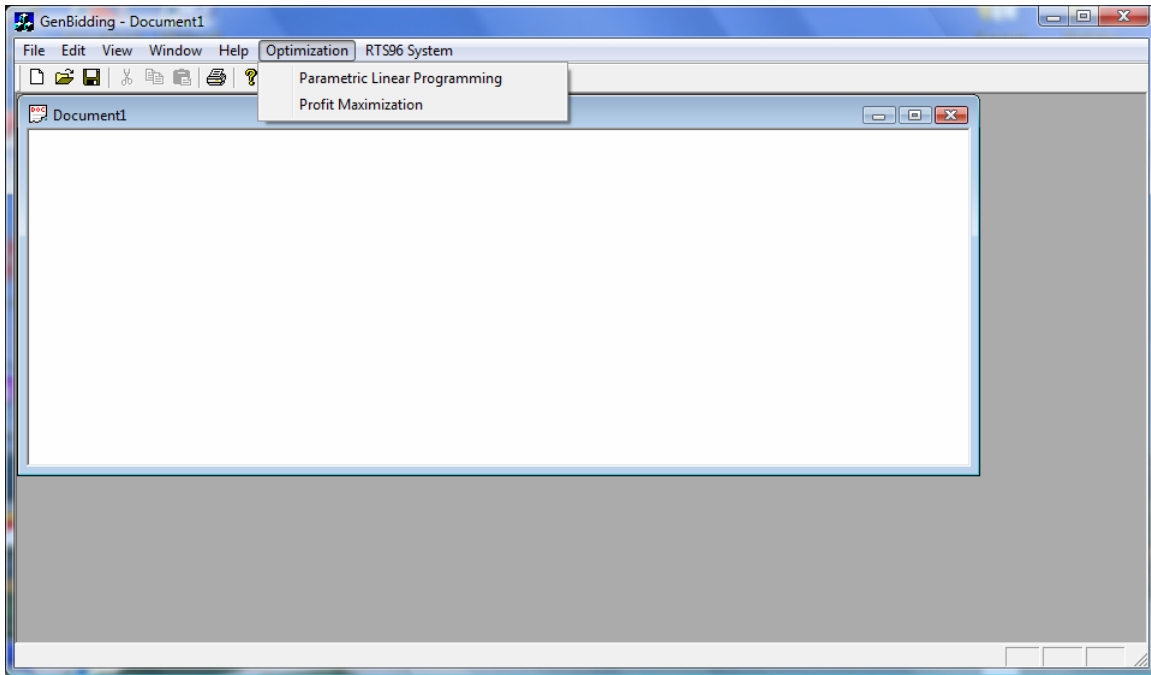 GenBidding - Document1
File Edit View Window Help Optimization RTS96 System
Parametric Linear Programming
Profit Maximization
Document1